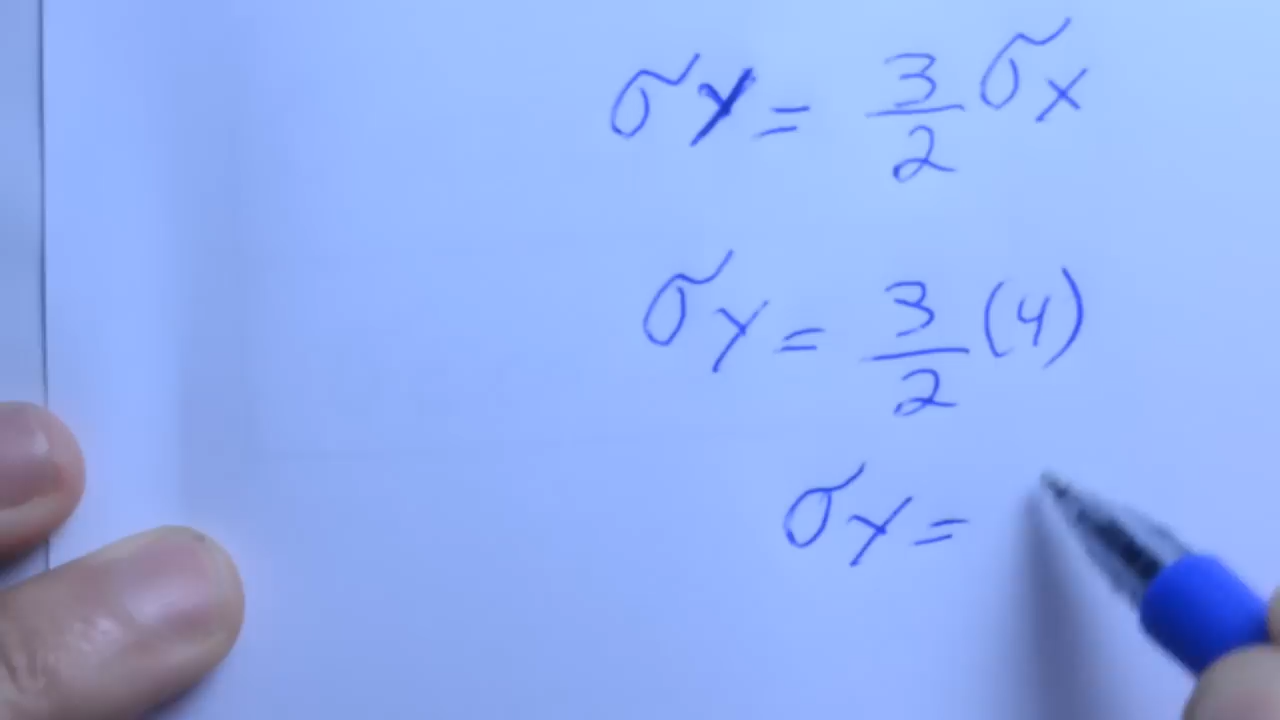 σy = 3/2 σx
σy = 3/2 (4)
σy =